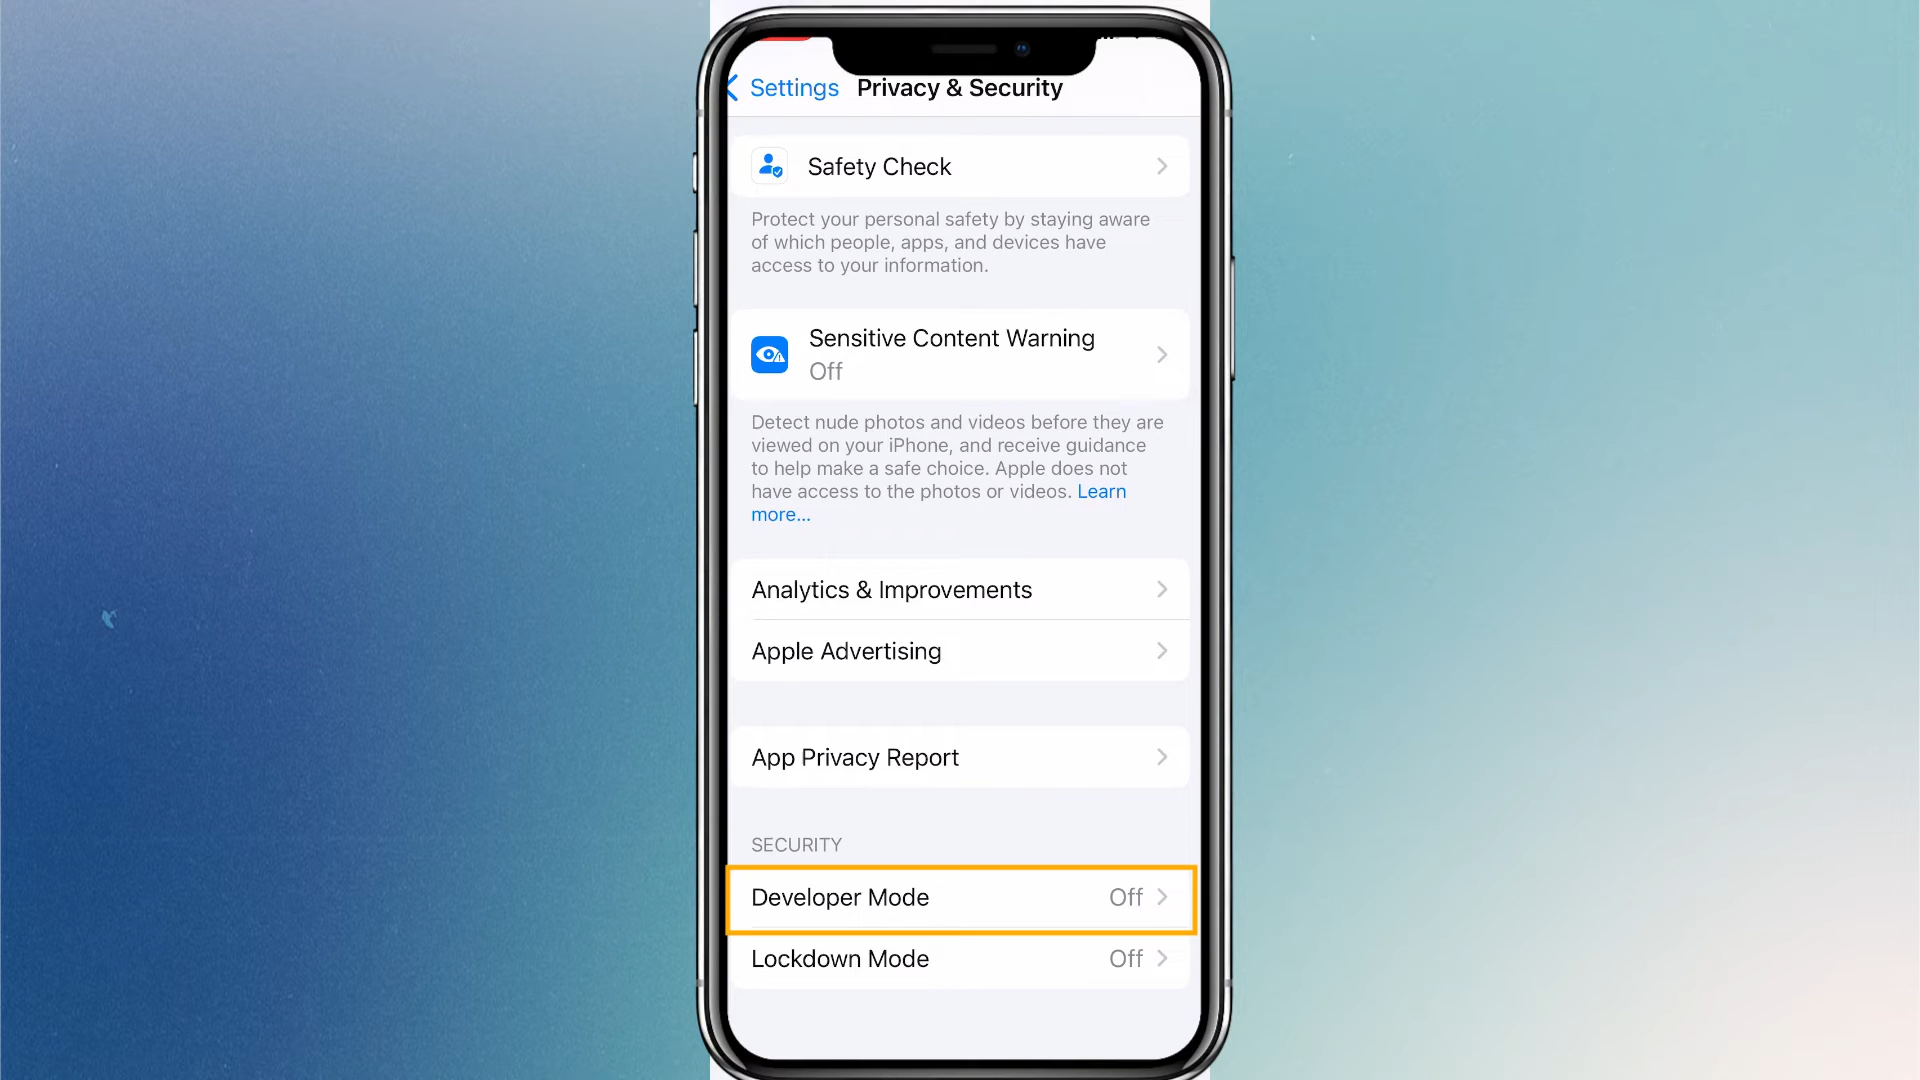 Settings Privacy & Security
Safety Check
Protect your personal safety by staying aware
of which people, apps, and devices have
access to your information.
Sensitive Content Warning
Off
Detect nude photos and videos before they are
viewed on your iPhone, and receive guidance
to help make a safe choice. Apple does not
have access to the photos or videos. Learn
more...
Analytics & Improvements
Apple Advertising
App Privacy Report
SECURITY
Developer Mode Off
Lockdown Mode Off